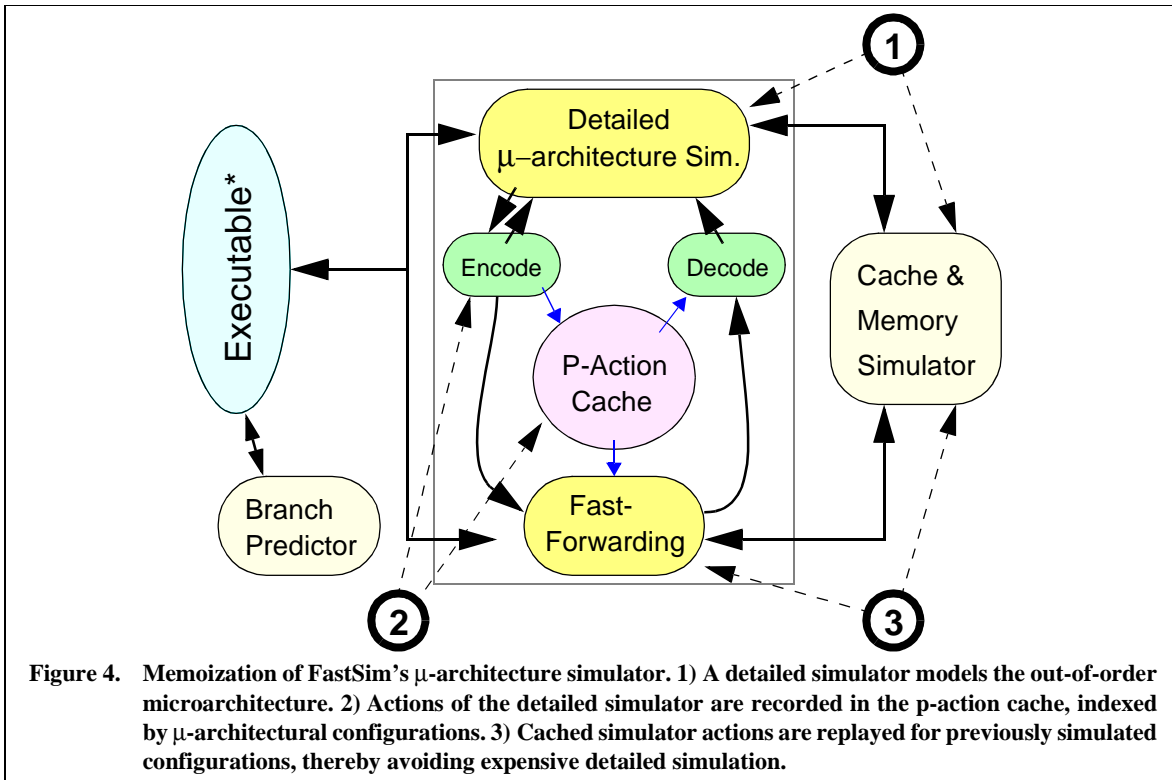 1
Detailed
μ–architecture Sim.
Executable*
Encode
Decode
Cache &
Memory
Simulator
P-Action
Cache
Branch
Predictor
Fast-
Forwarding
2
3
Figure 4. Memoization of FastSim's μ-architecture simulator. 1) A detailed simulator models the out-of-order
microarchitecture. 2) Actions of the detailed simulator are recorded in the p-action cache, indexed
by μ-architectural configurations. 3) Cached simulator actions are replayed for previously simulated
configurations, thereby avoiding expensive detailed simulation.